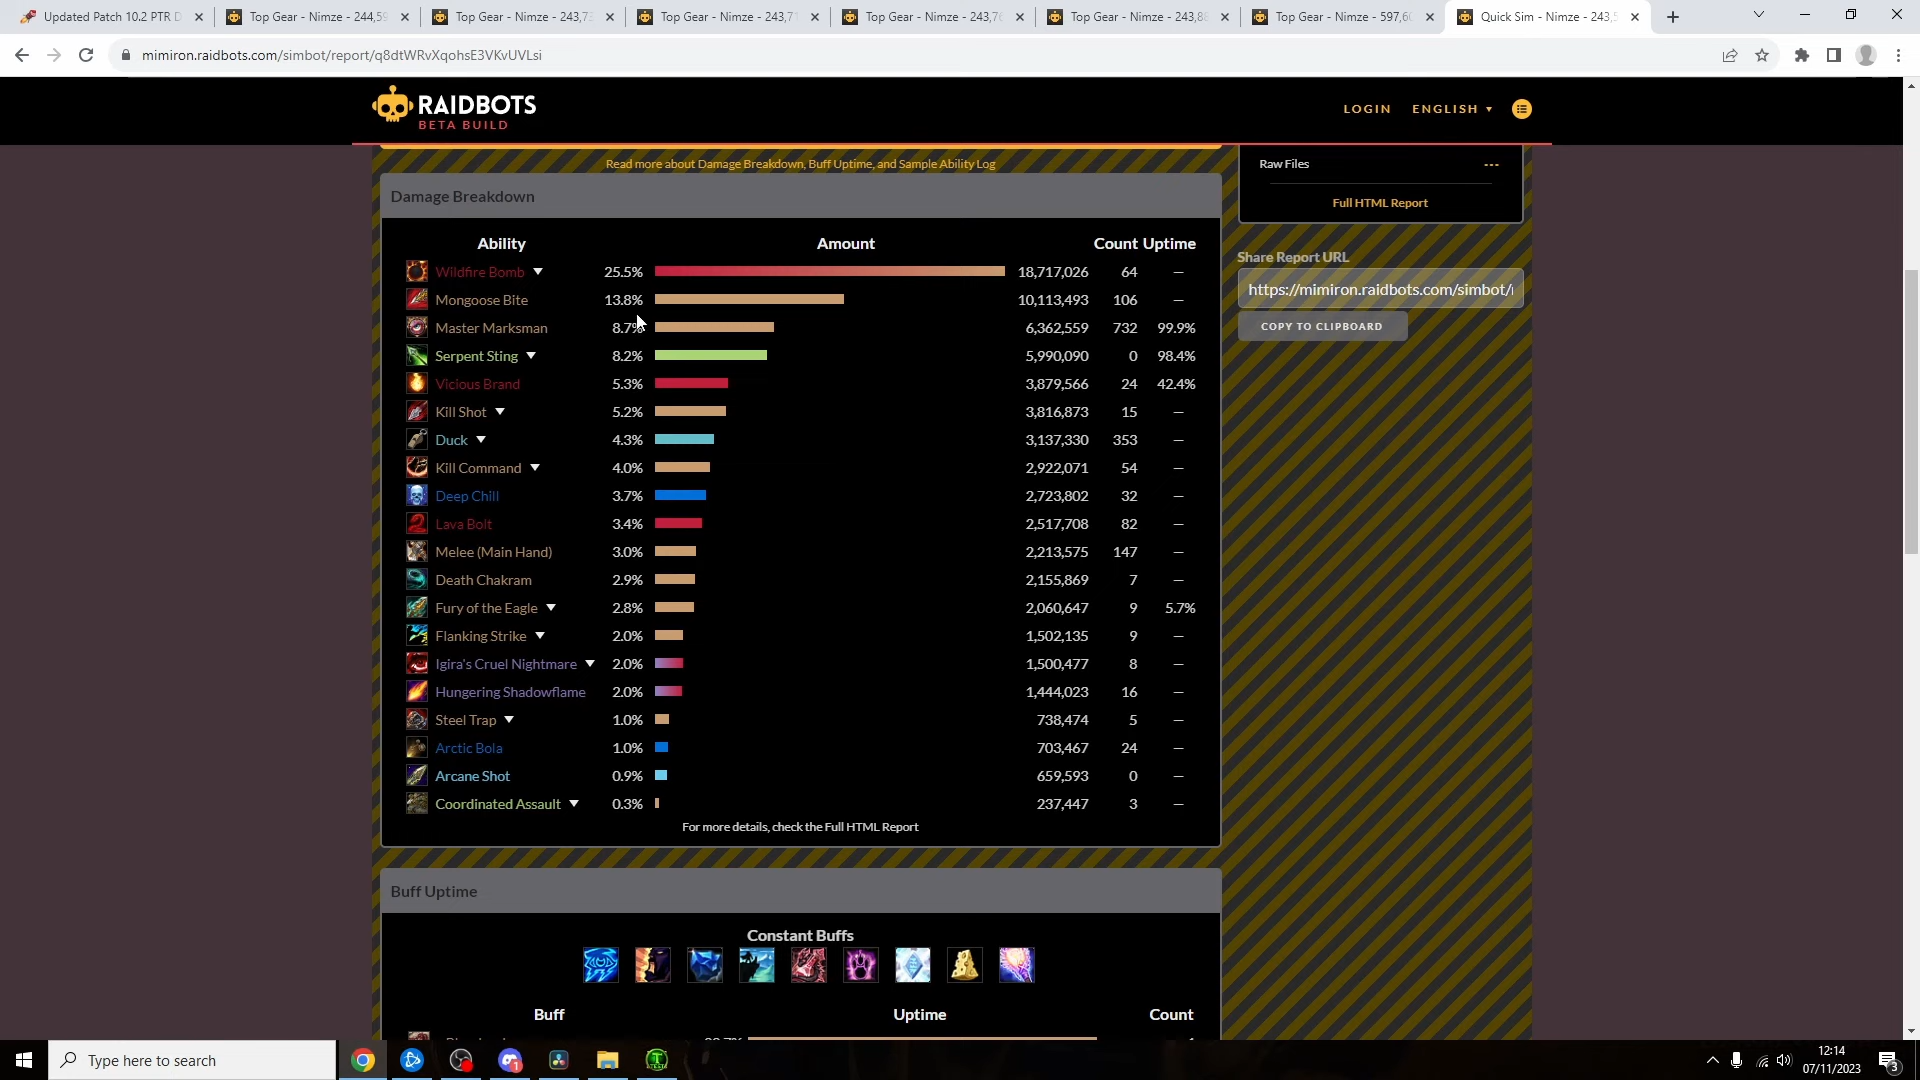 Updated Patch 10.2 PTR D
Top Gear - Nimze - 244,59
Top Gear - Nimze - 243,73
Top Gear - Nimze - 243,71
Top Gear - Nimze - 243,76
Top Gear - Nimze - 243,88
Top Gear - Nimze - 597,60
Quick Sim - Nimze - 243,5
mimiron.raidbots.com/simbot/report/q8dtWRvXqohsE3VKvUVLsi
RAIDBOTS
BETA BUILD
LOGIN
ENGLISH
Read more about Damage Breakdown, Buff Uptime, and Sample Ability Log
Damage Breakdown
Ability Amount Count Uptime
Wildfire Bomb 25.5% 18,717,026 64 —
Mongoose Bite 13.8% 10,113,493 106 —
Master Marksman 8.7% 6,362,559 732 99.9%
Serpent Sting 8.2% 5,990,090 0 98.4%
Vicious Brand 5.3% 3,879,566 24 42.4%
Kill Shot 5.2% 3,816,873 15 —
Duck 4.3% 3,137,330 353 —
Kill Command 4.0% 2,922,071 54 —
Deep Chill 3.7% 2,723,802 32 —
Lava Bolt 3.4% 2,517,708 82 —
Melee (Main Hand) 3.0% 2,213,575 147 —
Death Chakram 2.9% 2,155,869 7 —
Fury of the Eagle 2.8% 2,060,647 9 5.7%
Flanking Strike 2.0% 1,502,135 9 —
Igira's Cruel Nightmare 2.0% 1,500,477 8 —
Hungering Shadowflame 2.0% 1,444,023 16 —
Steel Trap 1.0% 738,474 5 —
Arctic Bola 1.0% 703,467 24 —
Arcane Shot 0.9% 659,593 0 —
Coordinated Assault 0.3% 237,447 3 —
For more details, check the Full HTML Report
Raw Files
Full HTML Report
Share Report URL
https://mimiron.raidbots.com/simbot/
COPY TO CLIPBOARD
Buff Uptime
Constant Buffs
Buff Uptime Count
Type here to search
12:14
07/11/2023
3